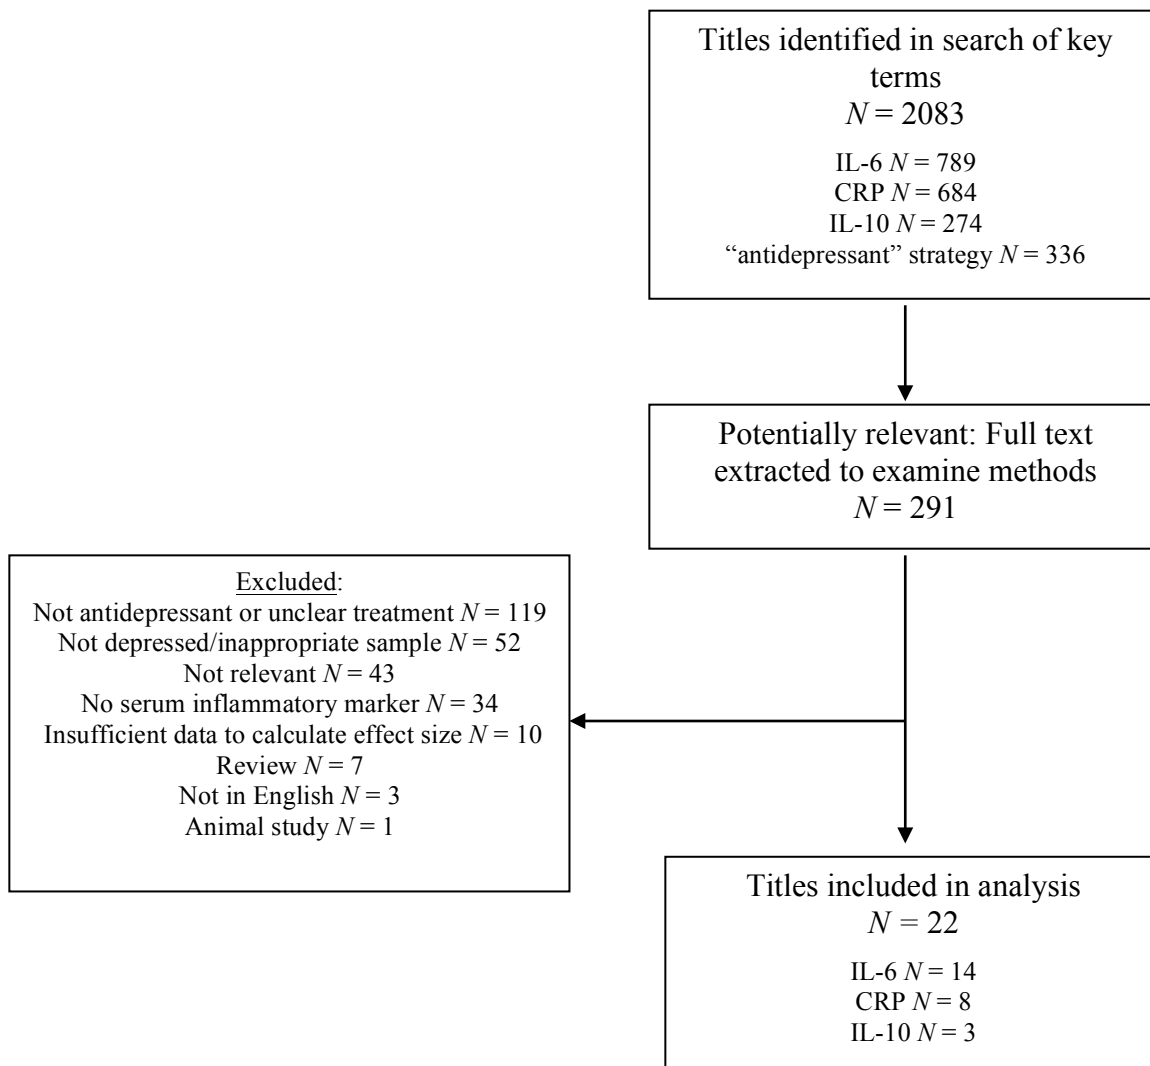 Titles identified in search of key
terms
N = 2083
IL-6 N = 789
CRP N = 684
IL-10 N = 274
“antidepressant” strategy N = 336
Potentially relevant: Full text
extracted to examine methods
N = 291
Excluded:
Not antidepressant or unclear treatment N = 119
Not depressed/inappropriate sample N = 52
Not relevant N = 43
No serum inflammatory marker N = 34
Insufficient data to calculate effect size N = 10
Review N = 7
Not in English N = 3
Animal study N = 1
Titles included in analysis
N = 22
IL-6 N = 14
CRP N = 8
IL-10 N = 3